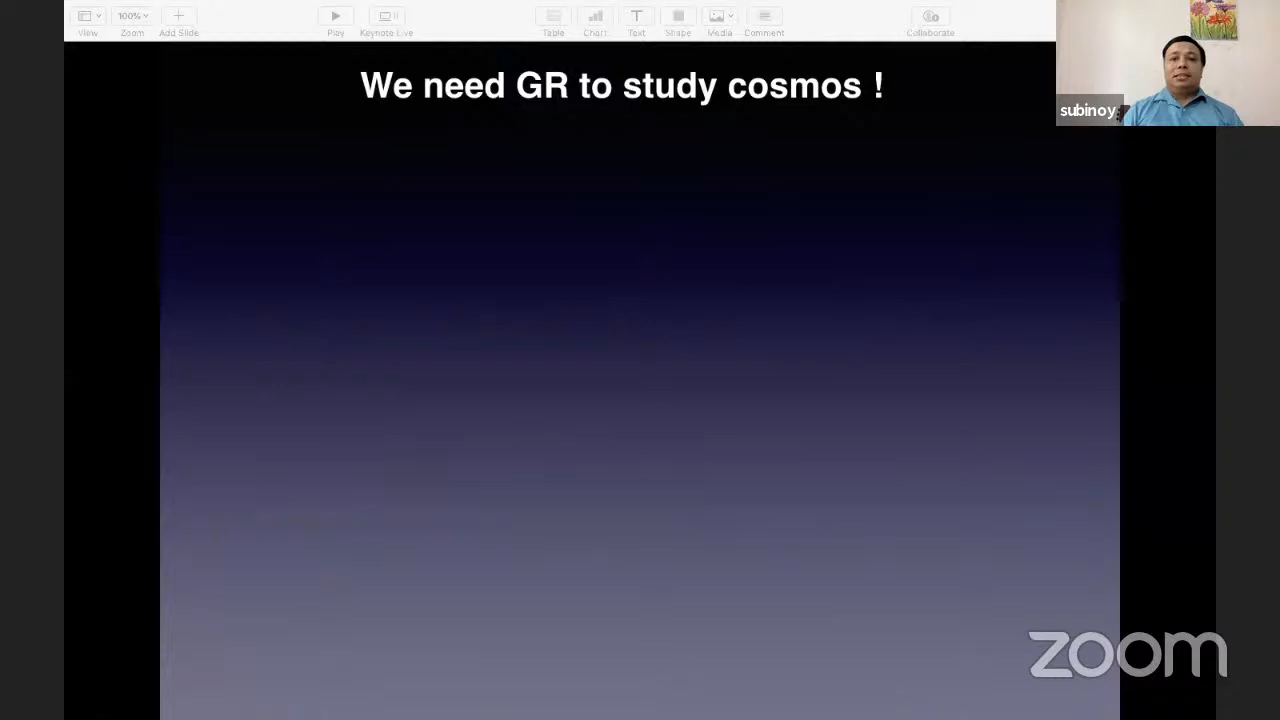 100%
View Zoom Add Slide Play Keynote Live Table Chart Text Shape Media Comment Collaborate
We need GR to study cosmos !
subinoy
zoom